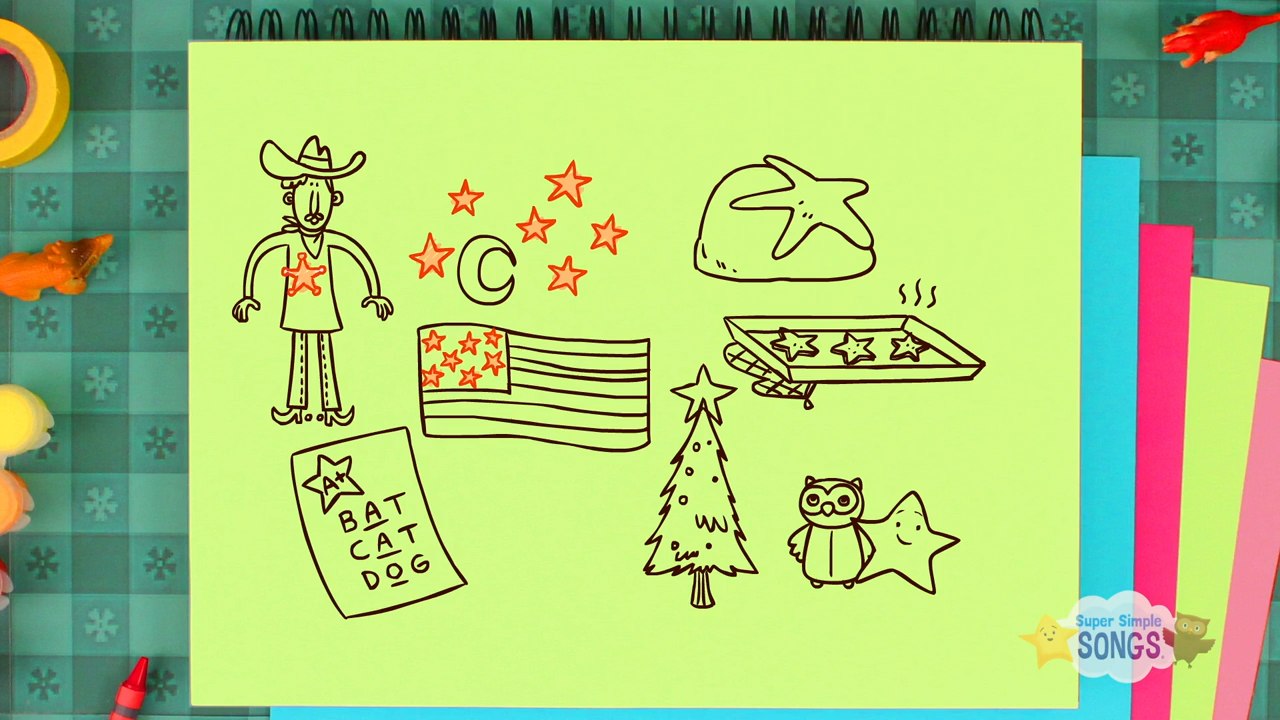 A+
BAT
CAT
DOG
Super Simple
SONGS